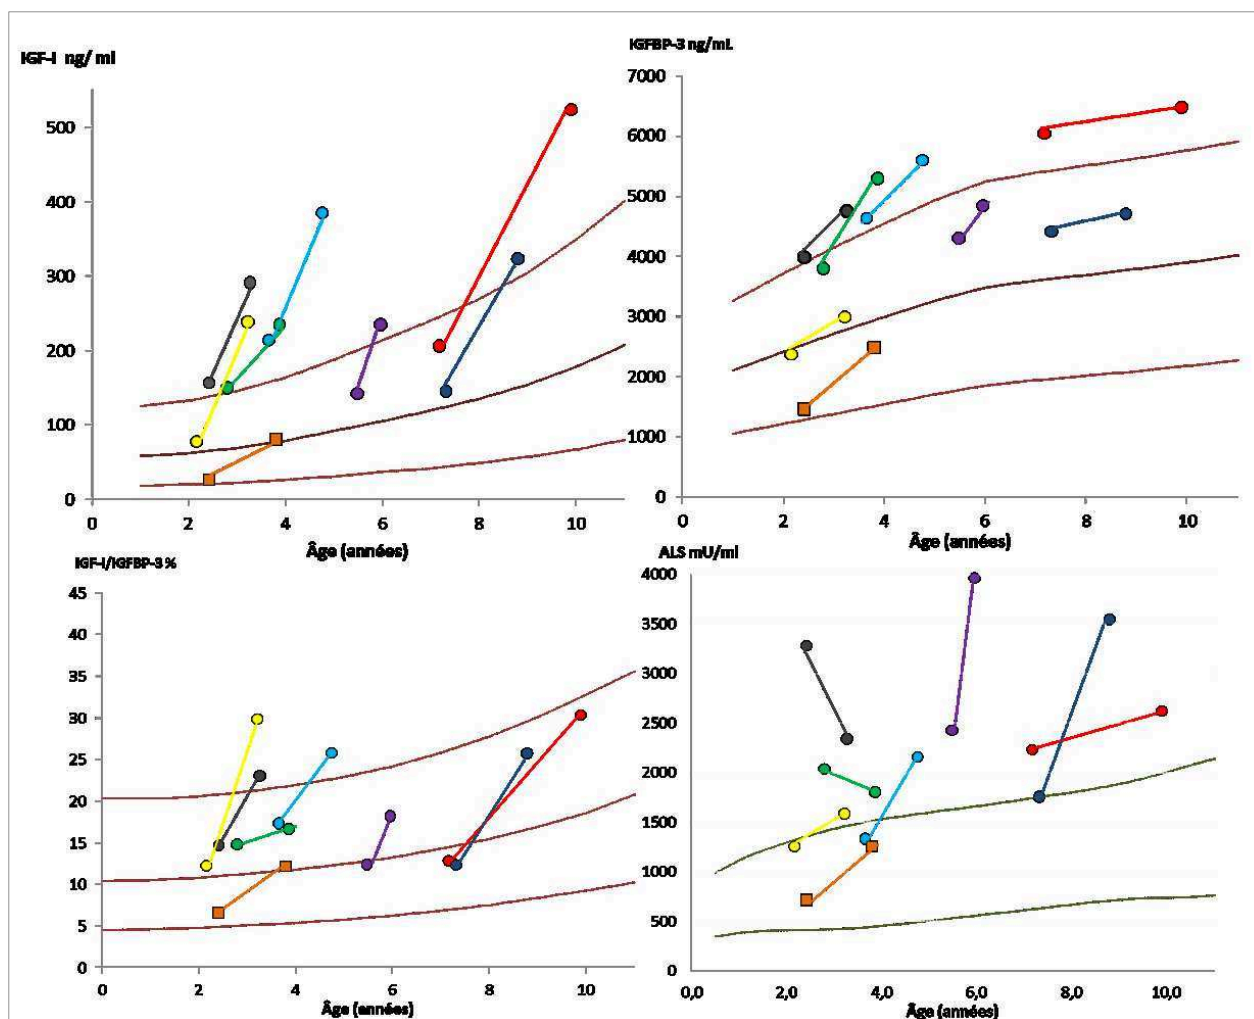 IGF-I ng/ ml
500
400
300
200
100
0
0 2 4 6 8 10
Âge (années)
IGFBP-3 ng/mL
7000
6000
5000
4000
3000
2000
1000
0
0 2 4 6 8 10
Âge (années)
IGF-I/IGFBP-3 %
45
40
35
30
25
20
15
10
5
0
0 2 4 6 8 10
Âge (années)
ALS mU/ml
4000
3500
3000
2500
2000
1500
1000
500
0
0,0 2,0 4,0 6,0 8,0 10,0
Âge (années)